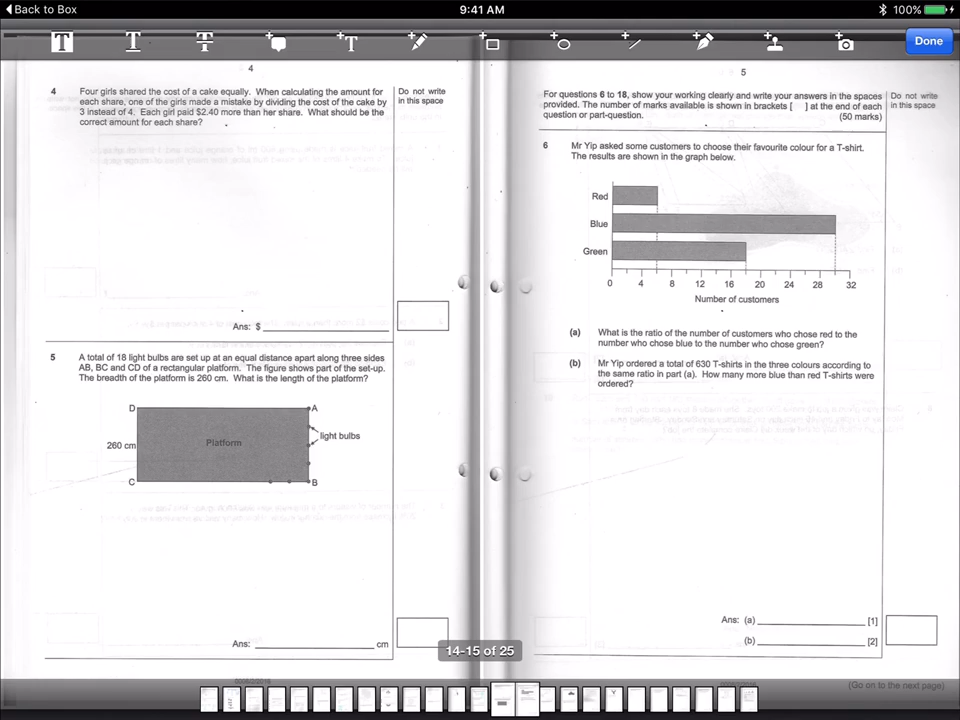 Back to Box
9:41 AM
100%
T T T T
Done
4
4 Four girls shared the cost of a cake equally. When calculating the amount for
each share, one of the girls made a mistake by dividing the cost of the cake by
3 instead of 4. Each girl paid $2.40 more than her share. What should be the
correct amount for each share?
Do not write
in this space
Ans: $
5 A total of 18 light bulbs are set up at an equal distance apart along three sides
AB, BC and CD of a rectangular platform. The figure shows part of the set-up.
The breadth of the platform is 260 cm. What is the length of the platform?
D
A
light bulbs
260 cm
Platform
C
B
Ans: cm
5
For questions 6 to 18, show your working clearly and write your answers in the spaces
provided. The number of marks available is shown in brackets [ ] at the end of each
question or part-question. (50 marks)
Do not write
in this space
6 Mr Yip asked some customers to choose their favourite colour for a T-shirt.
The results are shown in the graph below.
Red
Blue
Green
0 4 8 12 16 20 24 28 32
Number of customers
(a) What is the ratio of the number of customers who chose red to the
number who chose blue to the number who chose green?
(b) Mr Yip ordered a total of 630 T-shirts in the three colours according to
the same ratio in part (a). How many more blue than red T-shirts were
ordered?
Ans: (a) [1]
(b) [2]
14-15 of 25
(Go on to the next page)